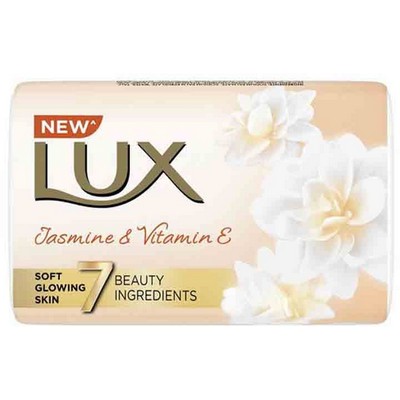 NEW^
LUX
Jasmine & Vitamin E
SOFT
GLOWING
SKIN
7
BEAUTY
INGREDIENTS